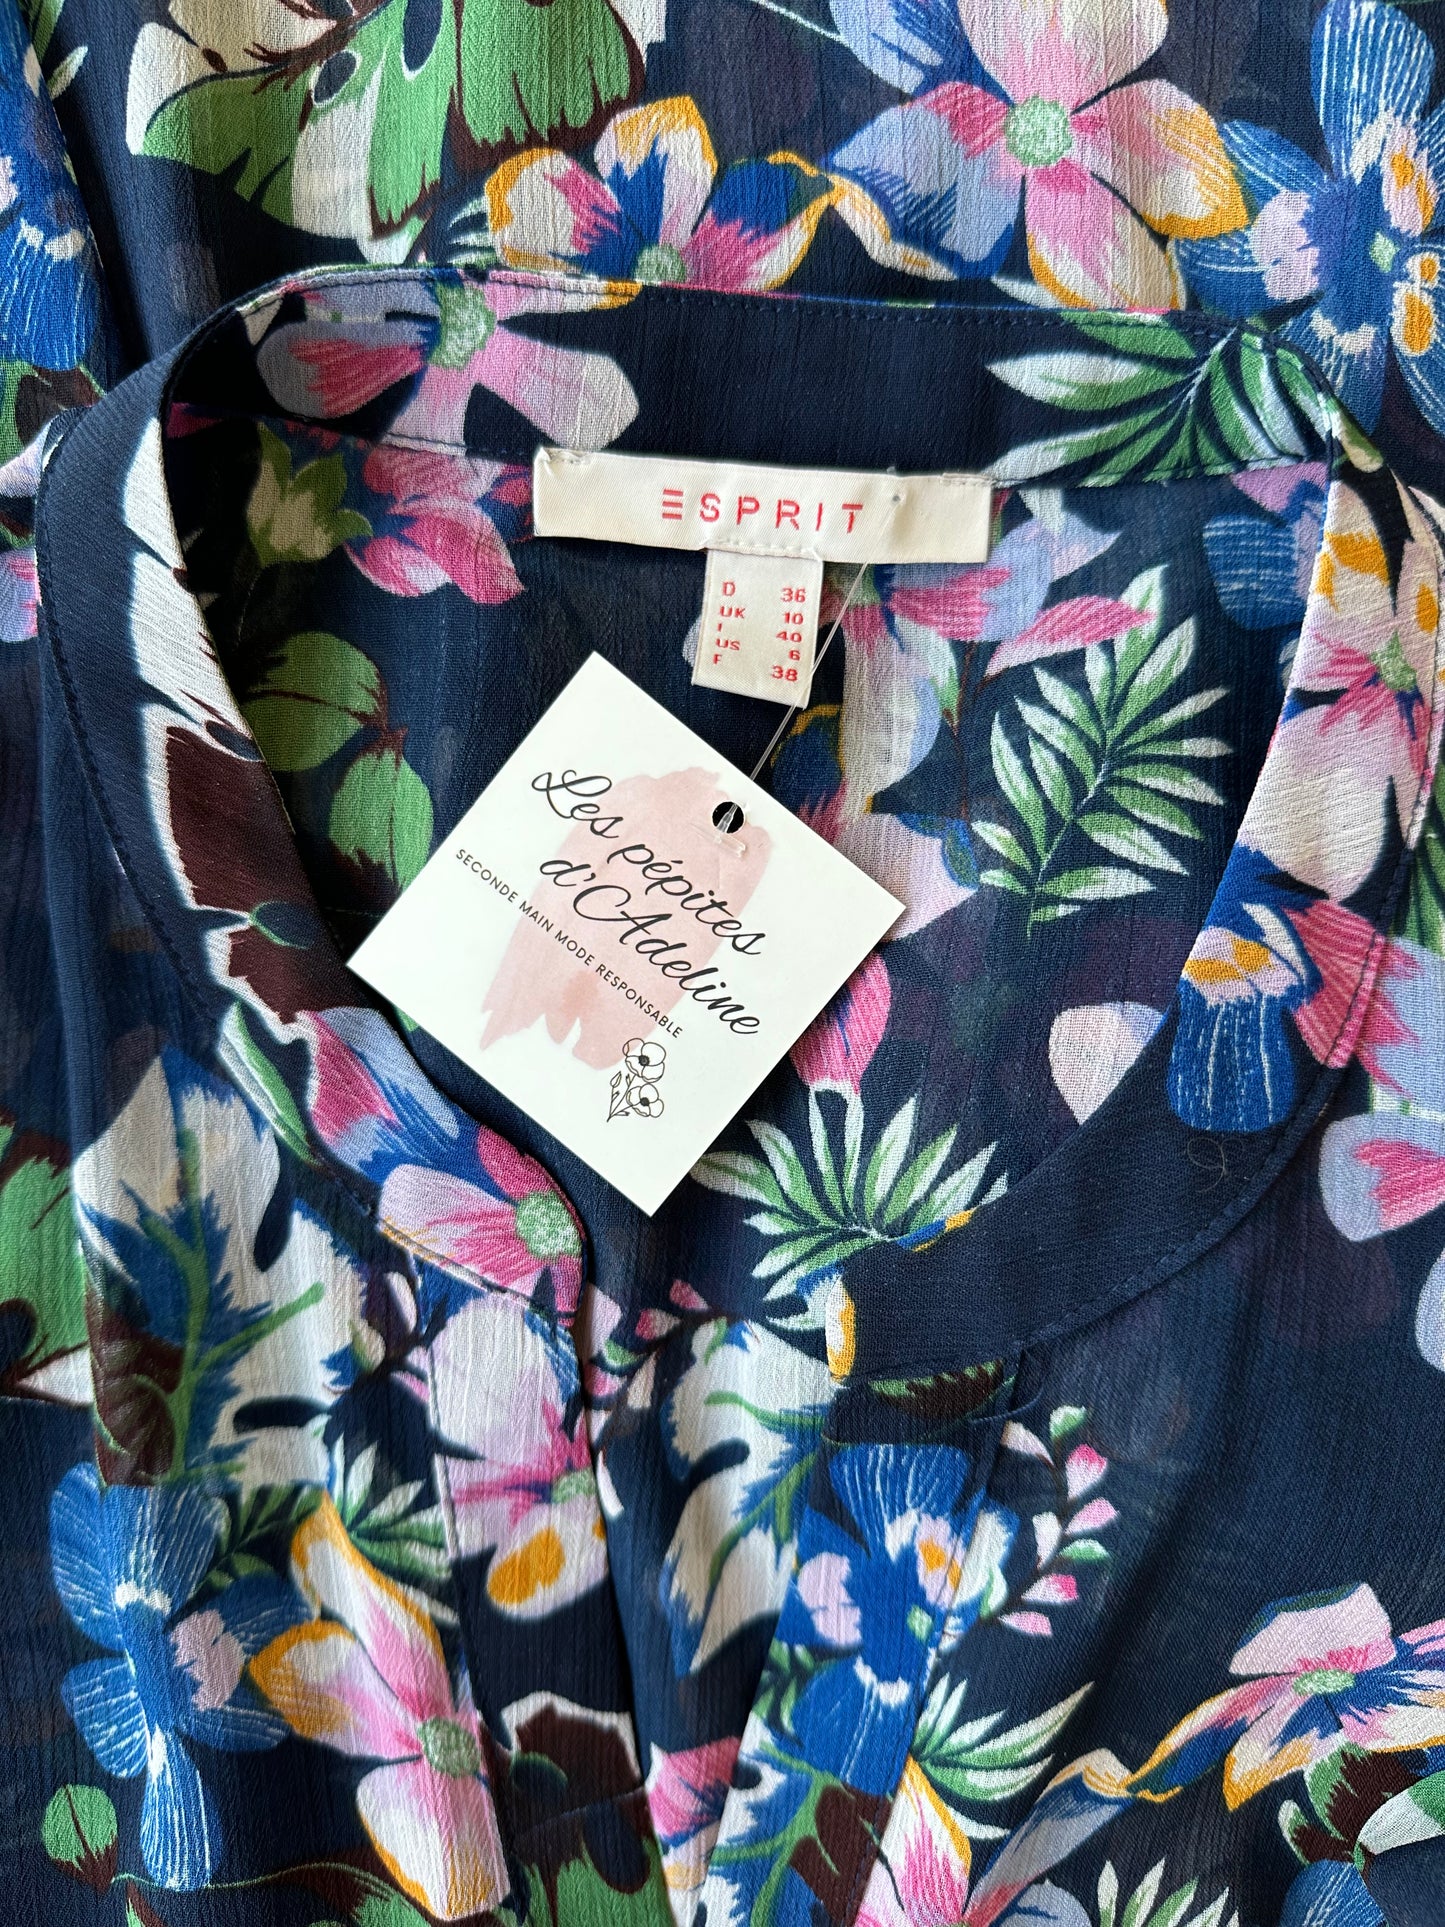 ESPRIT
D 36
UK 10
I 40
US 6
F 38
Les pépites
d'Adeline
SECONDE MAIN MODE RESPONSABLE